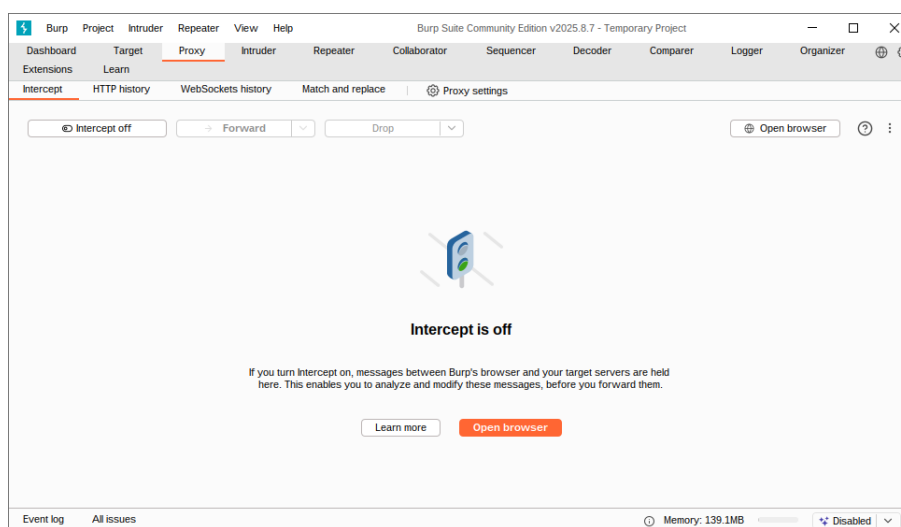 Burp Project Intruder Repeater View Help Burp Suite Community Edition v2025.8.7 - Temporary Project
Dashboard Target Proxy Intruder Repeater Collaborator Sequencer Decoder Comparer Logger Organizer
Extensions Learn
Intercept HTTP history WebSockets history Match and replace Proxy settings
Intercept off Forward Drop Open browser
Intercept is off
If you turn Intercept on, messages between Burp's browser and your target servers are held
here. This enables you to analyze and modify these messages, before you forward them.
Learn more Open browser
Event log All issues Memory: 139.1MB Disabled